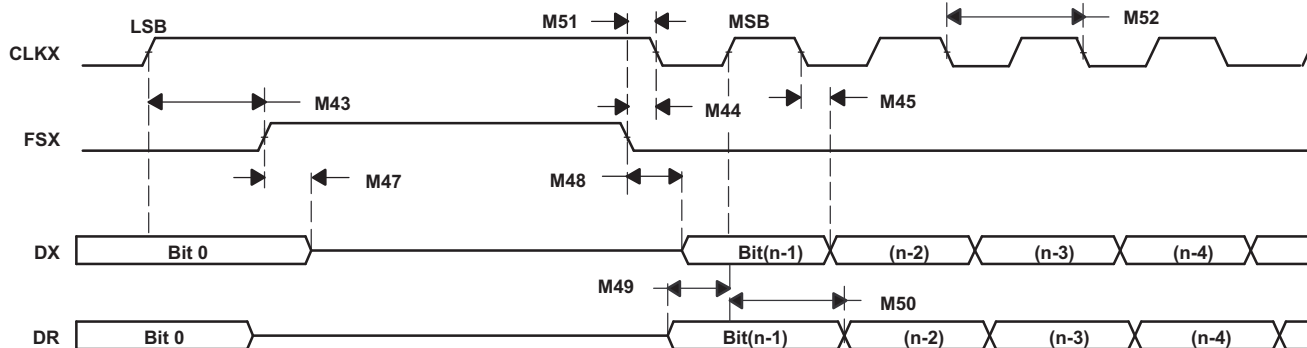 M51 MSB M52
LSB
CLKX
M43 M44 M45
FSX
M47 M48
DX Bit 0 Bit(n-1) (n-2) (n-3) (n-4)
M49 M50
DR Bit 0 Bit(n-1) (n-2) (n-3) (n-4)